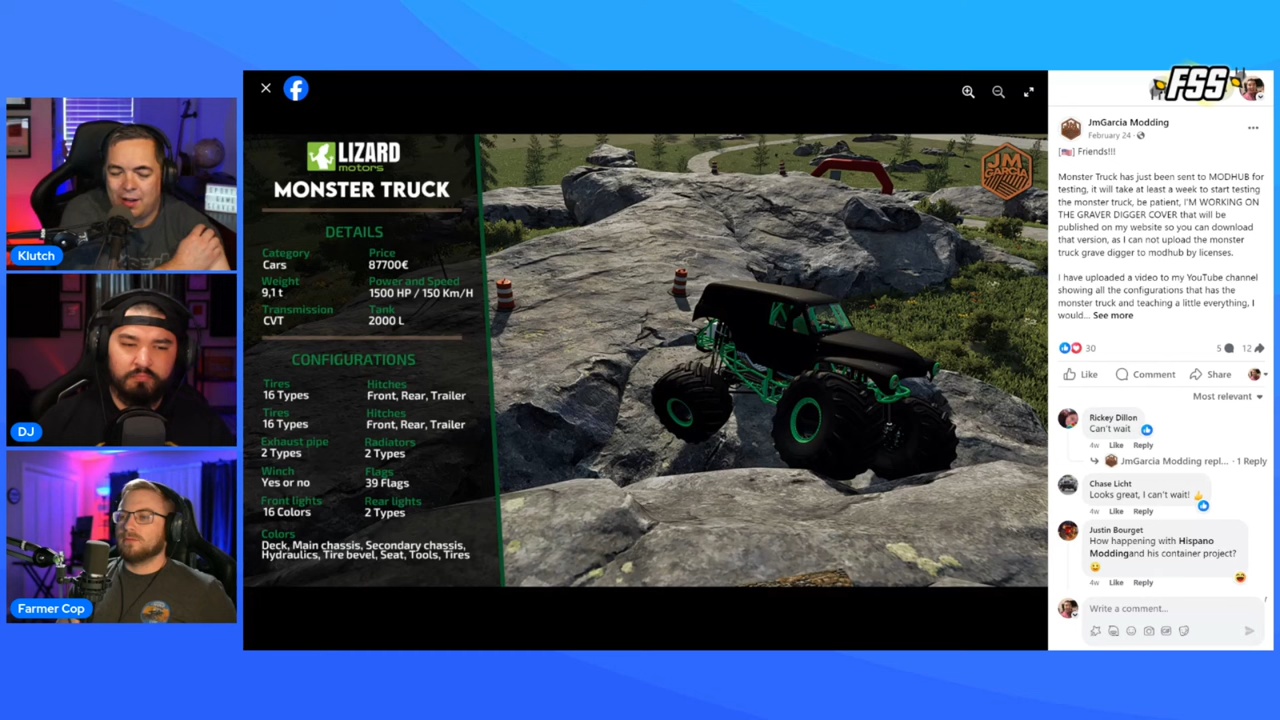 Klutch
DJ
Farmer Cop
LIZARD
motors
MONSTER TRUCK
DETAILS
Category
Cars
Price
87700€
Weight
9,1 t
Power and Speed
1500 HP / 150 Km/H
Transmission
CVT
Tank
2000 L
CONFIGURATIONS
Tires
16 Types
Hitches
Front, Rear, Trailer
Tires
16 Types
Hitches
Front, Rear, Trailer
Exhaust pipe
2 Types
Radiators
2 Types
Winch
Yes or no
Flags
39 Flags
Front lights
16 Colors
Rear lights
2 Types
Colors
Deck, Main chassis, Secondary chassis,
Hydraulics, Tire bevel, Seat, Tools, Tires
JM
GARCIA
FSS
JmGarcia Modding
February 24 ·
[🇺🇸] Friends!!!
Monster Truck has just been sent to MODHUB for
testing, it will take at least a week to start testing
the monster truck, be patient, I'M WORKING ON
THE GRAVER DIGGER COVER that will be
published on my website so you can download
that version, as I can not upload the monster
truck grave digger to modhub by licenses.
I have uploaded a video to my YouTube channel
showing all the configurations that has the
monster truck and teaching a little everything, I
would... See more
30
5
12
Like
Comment
Share
Most relevant
Rickey Dillon
Can't wait
4w Like Reply
JmGarcia Modding repl... · 1 Reply
Chase Licht
Looks great, I can't wait! 👍
4w Like Reply
Justin Bourget
How happening with Hispano
Moddingand his container project?
😀
4w Like Reply
Write a comment...